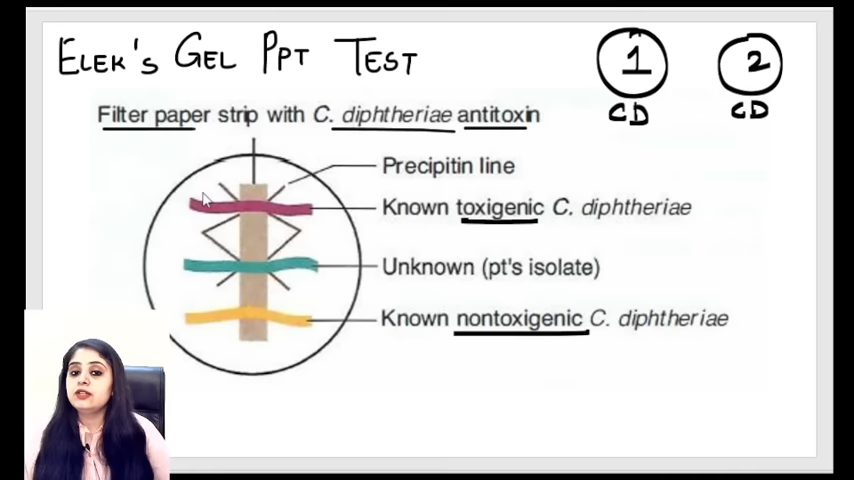 ELEK'S GEL PPT TEST
1 2
CD CD
Filter paper strip with C. diphtheriae antitoxin
Precipitin line
Known toxigenic C. diphtheriae
Unknown (pt's isolate)
Known nontoxigenic C. diphtheriae